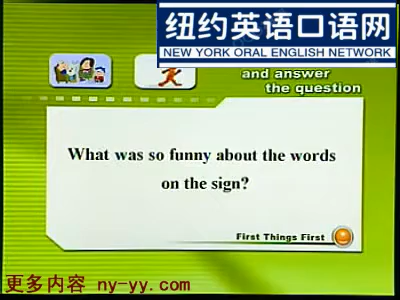 纽约英语口语网
NEW YORK ORAL ENGLISH NETWORK
and answer
the question
What was so funny about the words
on the sign?
First Things First
更多内容 ny-yy.com